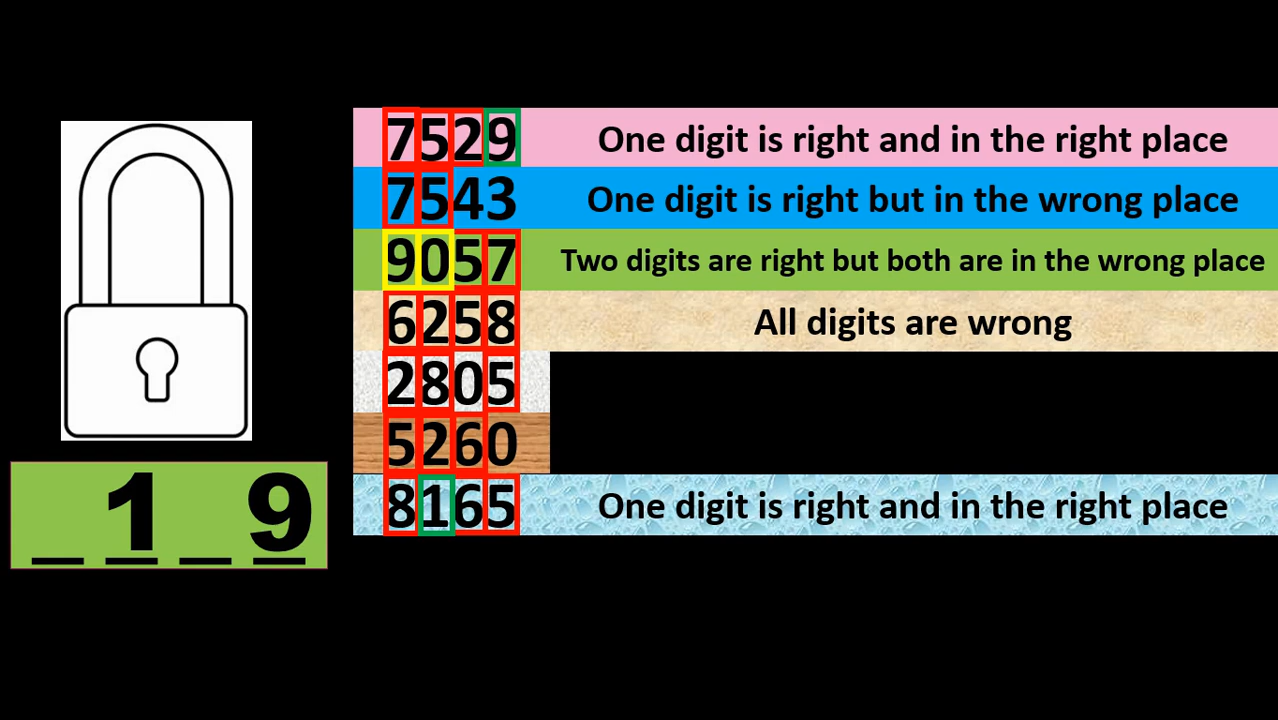 7529 One digit is right and in the right place
7543 One digit is right but in the wrong place
9057 Two digits are right but both are in the wrong place
6258 All digits are wrong
2805
5260
8165 One digit is right and in the right place
_ 1 _ 9